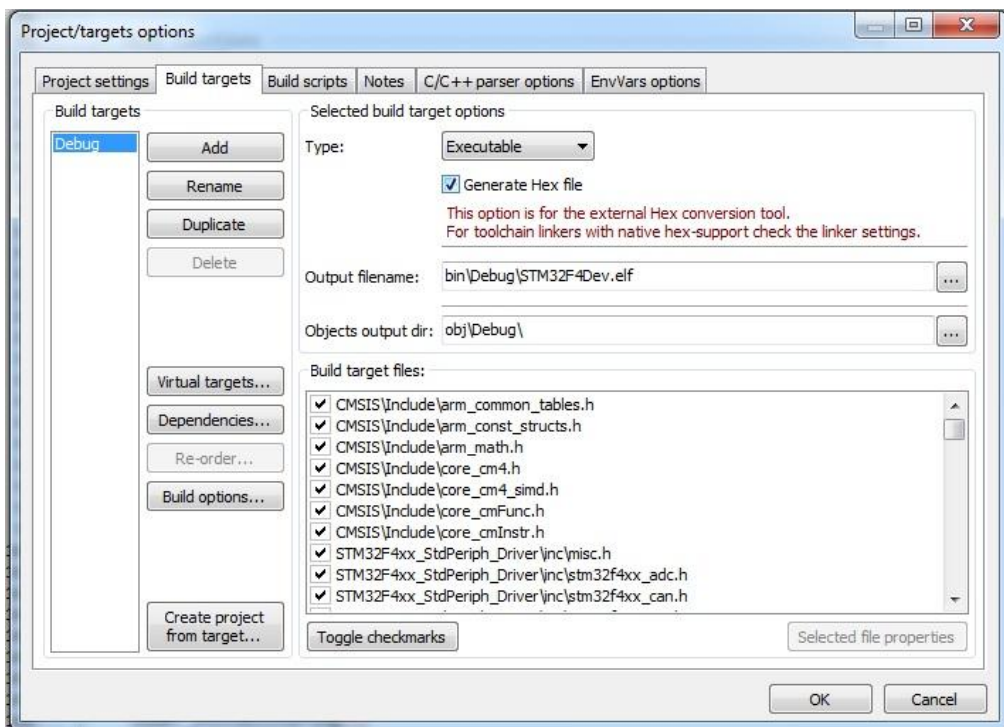 Project/targets options
Project settings
Build targets
Build scripts
Notes
C/C++ parser options
EnvVars options
Build targets
Debug
Add
Rename
Duplicate
Delete
Virtual targets...
Dependencies...
Re-order...
Build options...
Create project
from target...
Selected build target options
Type:
Executable
Generate Hex file
This option is for the external Hex conversion tool.
For toolchain linkers with native hex-support check the linker settings.
Output filename:
bin\Debug\STM32F4Dev.elf
...
Objects output dir:
obj\Debug\
...
Build target files:
CMSIS\Include\arm_common_tables.h
CMSIS\Include\arm_const_structs.h
CMSIS\Include\arm_math.h
CMSIS\Include\core_cm4.h
CMSIS\Include\core_cm4_simd.h
CMSIS\Include\core_cmFunc.h
CMSIS\Include\core_cmInstr.h
STM32F4xx_StdPeriph_Driver\inc\misc.h
STM32F4xx_StdPeriph_Driver\inc\stm32f4xx_adc.h
STM32F4xx_StdPeriph_Driver\inc\stm32f4xx_can.h
Toggle checkmarks
Selected file properties
OK
Cancel